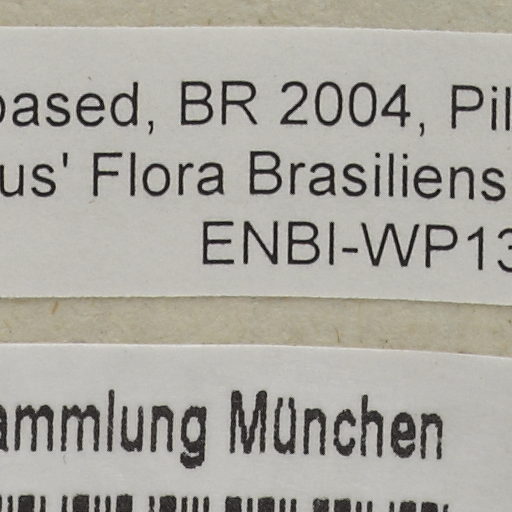 based, BR 2004, Pil
us' Flora Brasiliens
ENBI-WP13
ammlung München